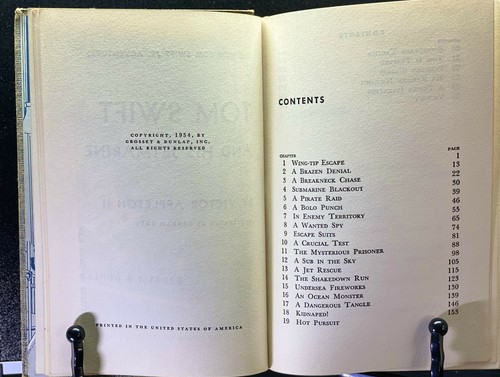 COPYRIGHT, 1954, BY
GROSSET & DUNLAP, INC.
ALL RIGHTS RESERVED
PRINTED IN THE UNITED STATES OF AMERICA
CONTENTS
CHAPTER PAGE
1 WING-TIP ESCAPE 1
2 A BRAZEN DENIAL 13
3 A BREAKNECK CHASE 22
4 SUBMARINE BLACKOUT 30
5 A PIRATE RAID 39
6 A BOLO PUNCH 46
7 IN ENEMY TERRITORY 55
8 A WANTED SPY 65
9 ESCAPE SUITS 74
10 A CRUCIAL TEST 81
11 THE MYSTERIOUS PRISONER 88
12 A SUB IN THE SKY 98
13 A JET RESCUE 105
14 THE SHAKEDOWN RUN 115
15 UNDERSEA FIREWORKS 123
16 AN OCEAN MONSTER 130
17 A DANGEROUS TANGLE 139
18 KIDNAPED! 146
19 HOT PURSUIT 153